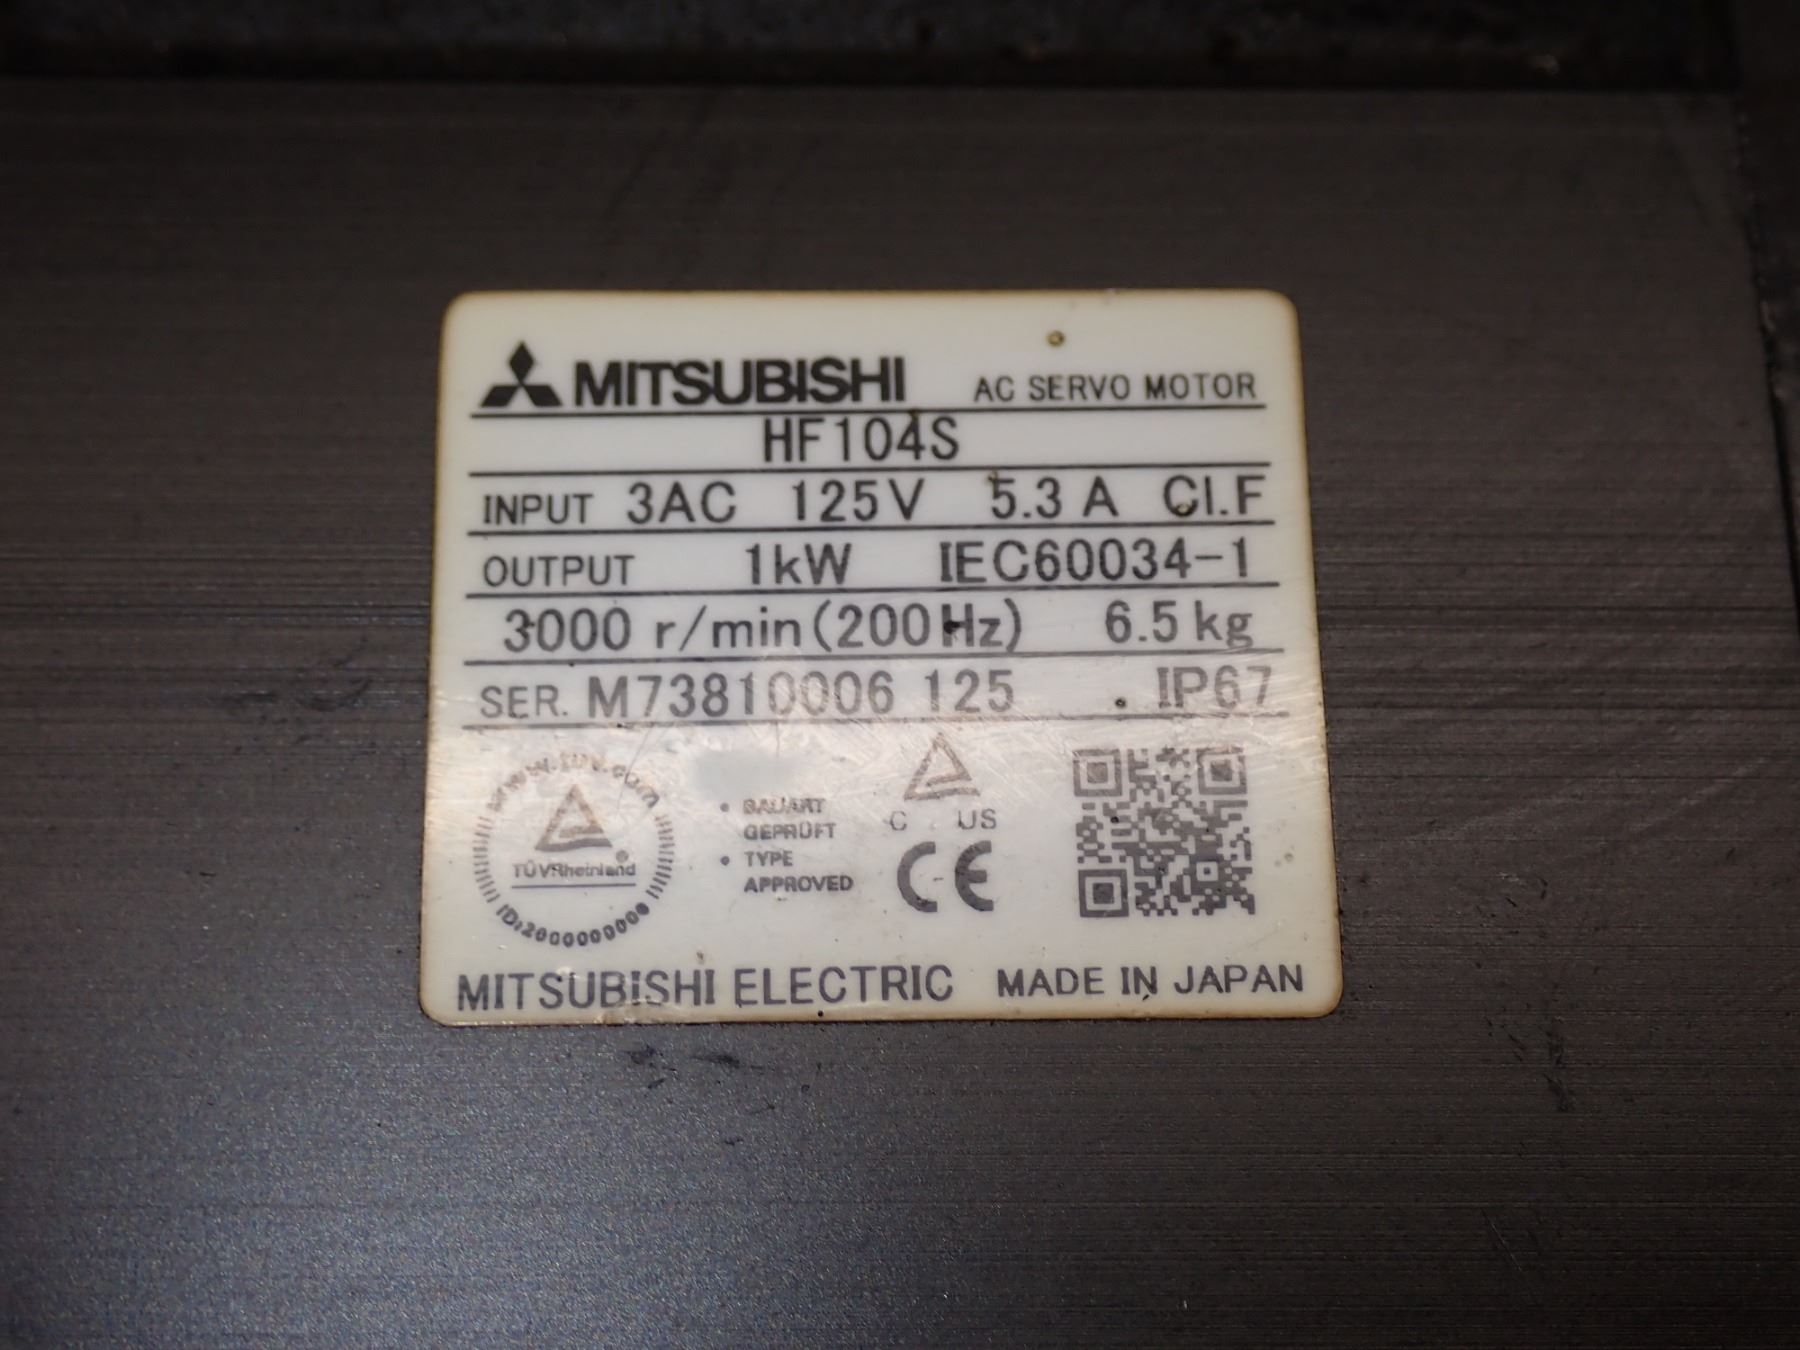 MITSUBISHI AC SERVO MOTOR
HF104S
INPUT 3AC 125V 5.3 A Cl.F
OUTPUT 1kW IEC60034-1
3000 r/min(200Hz) 6.5 kg
SER. M73810006 125 IP67
www.tuv.com
TÜVRheinland
ID:2000000000
• BAUART
GEPRÜFT
• TYPE
APPROVED
C US
CE
MITSUBISHI ELECTRIC MADE IN JAPAN